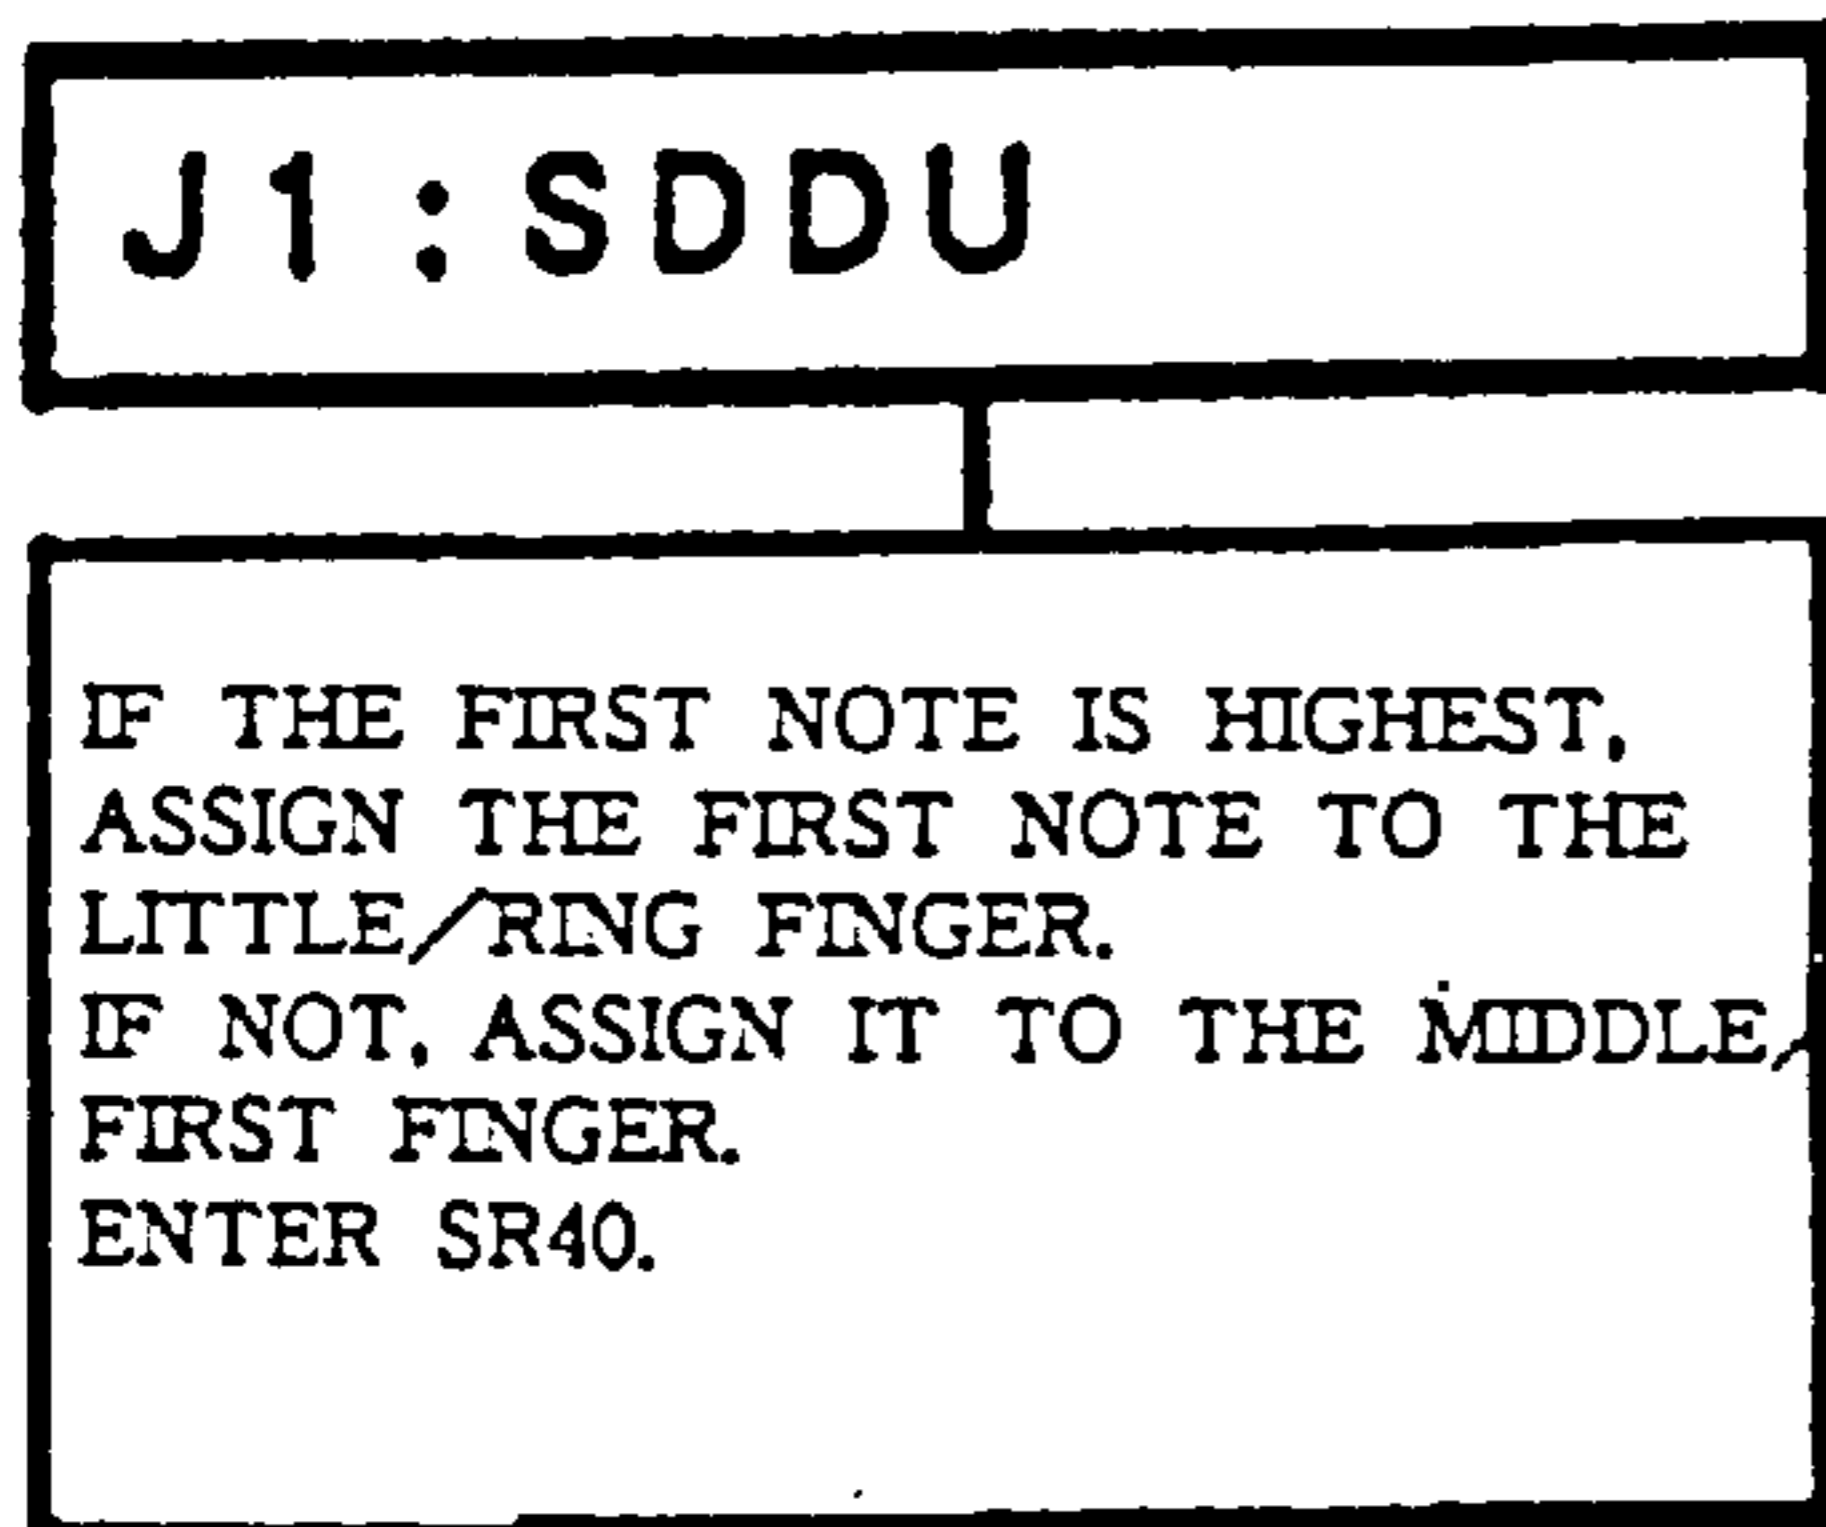 J1:SDDU
IF THE FIRST NOTE IS HIGHEST,
ASSIGN THE FIRST NOTE TO THE
LITTLE/RING FINGER.
IF NOT, ASSIGN IT TO THE MIDDLE/
FIRST FINGER.
ENTER SR40.